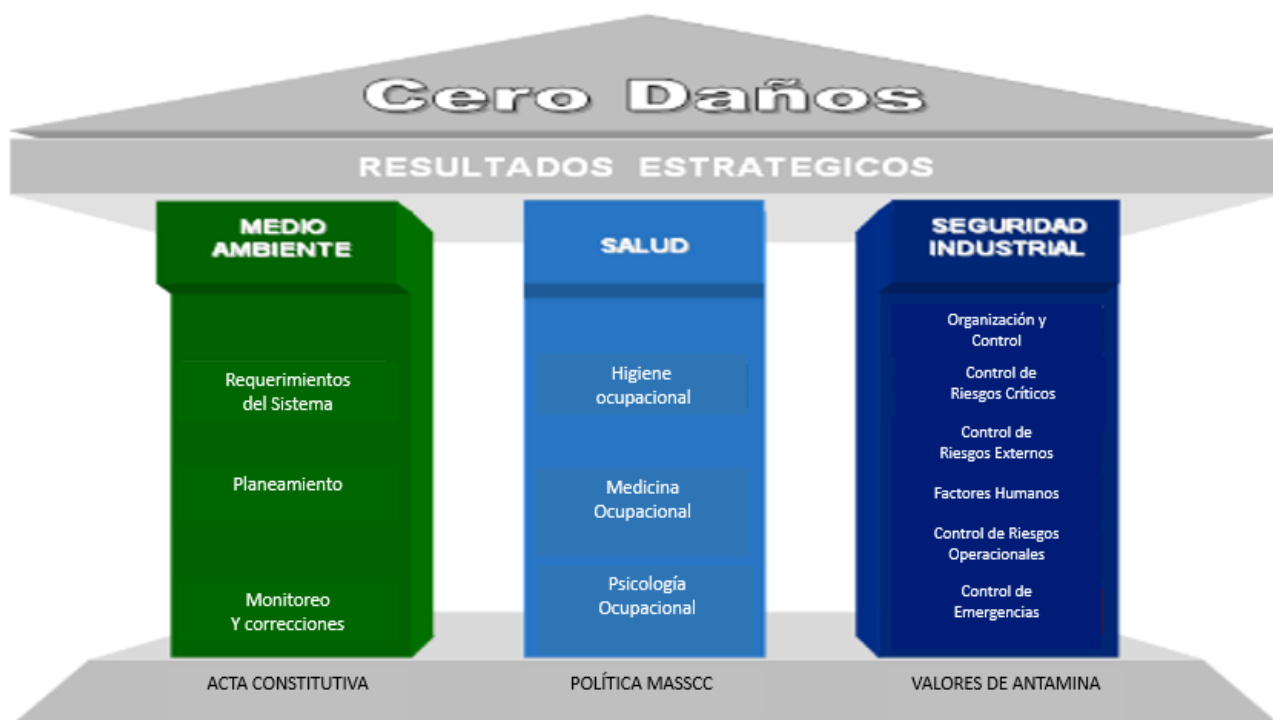 Cero Daños
RESULTADOS ESTRATEGICOS
MEDIO
AMBIENTE
Requerimientos
del Sistema
Planeamiento
Monitoreo
Y correcciones
SALUD
Higiene
ocupacional
Medicina
Ocupacional
Psicología
Ocupacional
SEGURIDAD
INDUSTRIAL
Organización y
Control
Control de
Riesgos Críticos
Control de
Riesgos Externos
Factores Humanos
Control de Riesgos
Operacionales
Control de
Emergencias
ACTA CONSTITUTIVA
POLÍTICA MASSCC
VALORES DE ANTAMINA